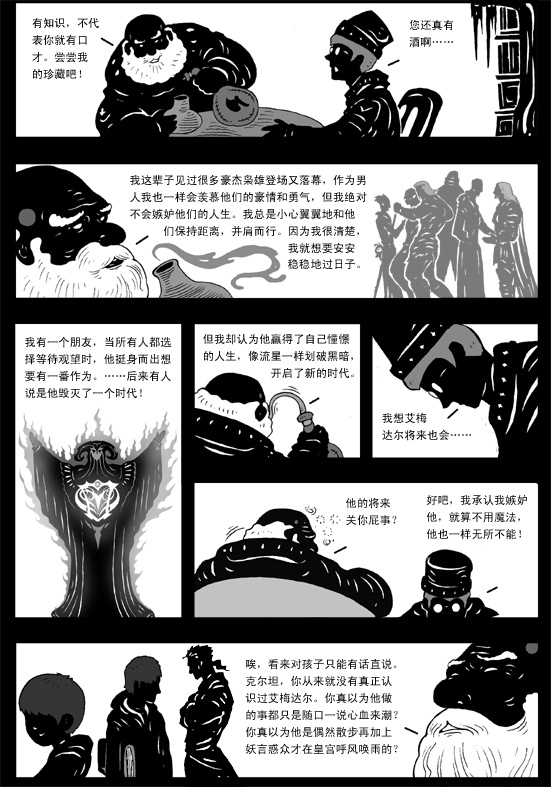 有知识，不代
表你就有口
才。尝尝我
的珍藏吧！
您还真有
酒啊……
我这辈子见过很多豪杰枭雄登场又落幕，作为男
人我也一样会羡慕他们的豪情和勇气，但我绝对
不会嫉妒他们的人生。我总是小心翼翼地和他
们保持距离，并肩而行。因为我很清楚，
我就想要安安
稳稳地过日子。
我有一个朋友，当所有人都选
择等待观望时，他挺身而出想
要有一番作为。……后来有人
说是他毁灭了一个时代！
但我却认为他赢得了自己憧憬
的人生，像流星一样划破黑暗，
开启了新的时代。
我想艾梅
达尔将来也会……
他的将来
关你屁事？
好吧，我承认我嫉妒
他，就算不用魔法，
他也一样无所不能！
唉，看来对孩子只能有话直说。
克尔坦，你从来就没有真正认
识过艾梅达尔。你真以为他做
的事都只是随口一说心血来潮？
你真以为他是偶然散步再加上
妖言惑众才在皇宫呼风唤雨的？